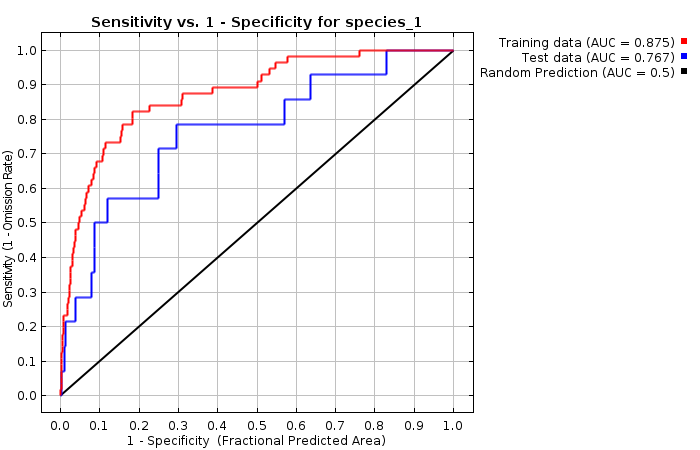 Sensitivity vs. 1 - Specificity for species_1
Training data (AUC = 0.875)
Test data (AUC = 0.767)
Random Prediction (AUC = 0.5)
Sensitivity (1 - Omission Rate)
1.0
0.9
0.8
0.7
0.6
0.5
0.4
0.3
0.2
0.1
0.0
0.0 0.1 0.2 0.3 0.4 0.5 0.6 0.7 0.8 0.9 1.0
1 - Specificity (Fractional Predicted Area)